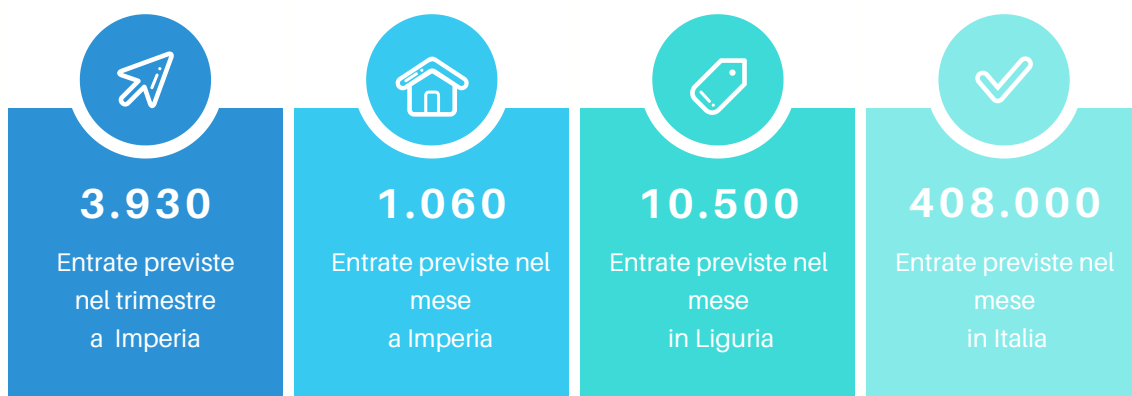 3.930
Entrate previste
nel trimestre
a Imperia
1.060
Entrate previste nel
mese
a Imperia
10.500
Entrate previste nel
mese
in Liguria
408.000
Entrate previste nel
mese
in Italia